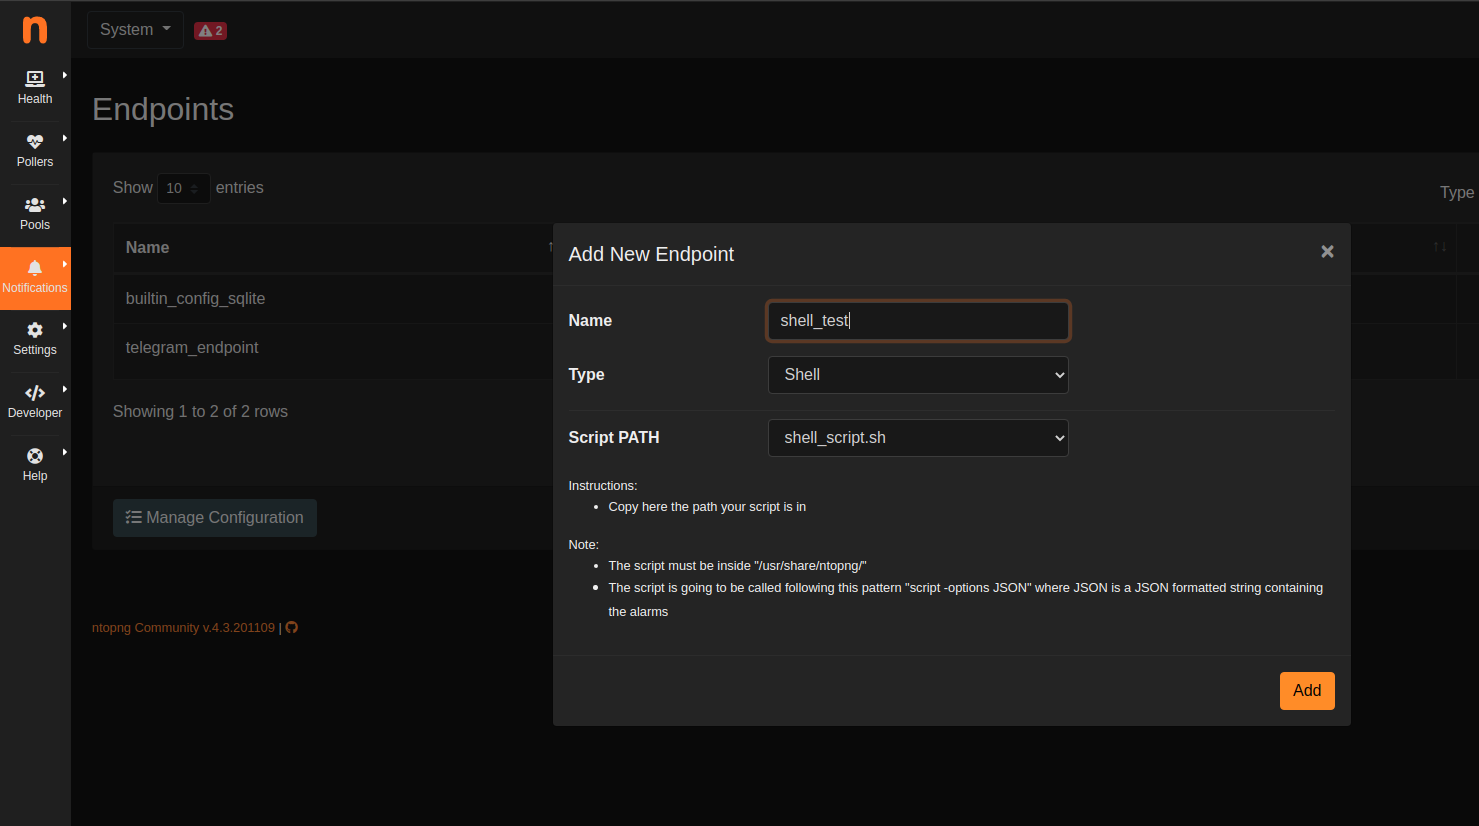 n
System
2
Health
Pollers
Pools
Notifications
Settings
Developer
Help
Endpoints
Show 10 entries
Type
Name
builtin_config_sqlite
telegram_endpoint
Showing 1 to 2 of 2 rows
Manage Configuration
ntopng Community v.4.3.201109 |
Add New Endpoint
×
Name shell_test
Type Shell
Script PATH shell_script.sh
Instructions:
• Copy here the path your script is in
Note:
• The script must be inside "/usr/share/ntopng/"
• The script is going to be called following this pattern "script -options JSON" where JSON is a JSON formatted string containing
the alarms
Add